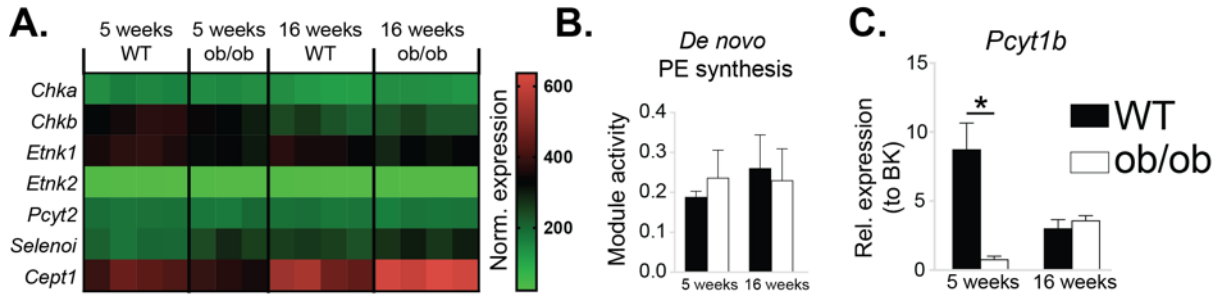 A.
5 weeks
WT
5 weeks
ob/ob
16 weeks
WT
16 weeks
ob/ob
Chka
Chkb
Etnk1
Etnk2
Pcyt2
Selenoi
Cept1
600
400
200
Norm. expression
B.
De novo
PE synthesis
Module activity
0.4
0.3
0.2
0.1
0.0
5 weeks
16 weeks
C.
Pcyt1b
Rel. expression
(to BK)
15
10
5
0
*
5 weeks
16 weeks
WT
ob/ob